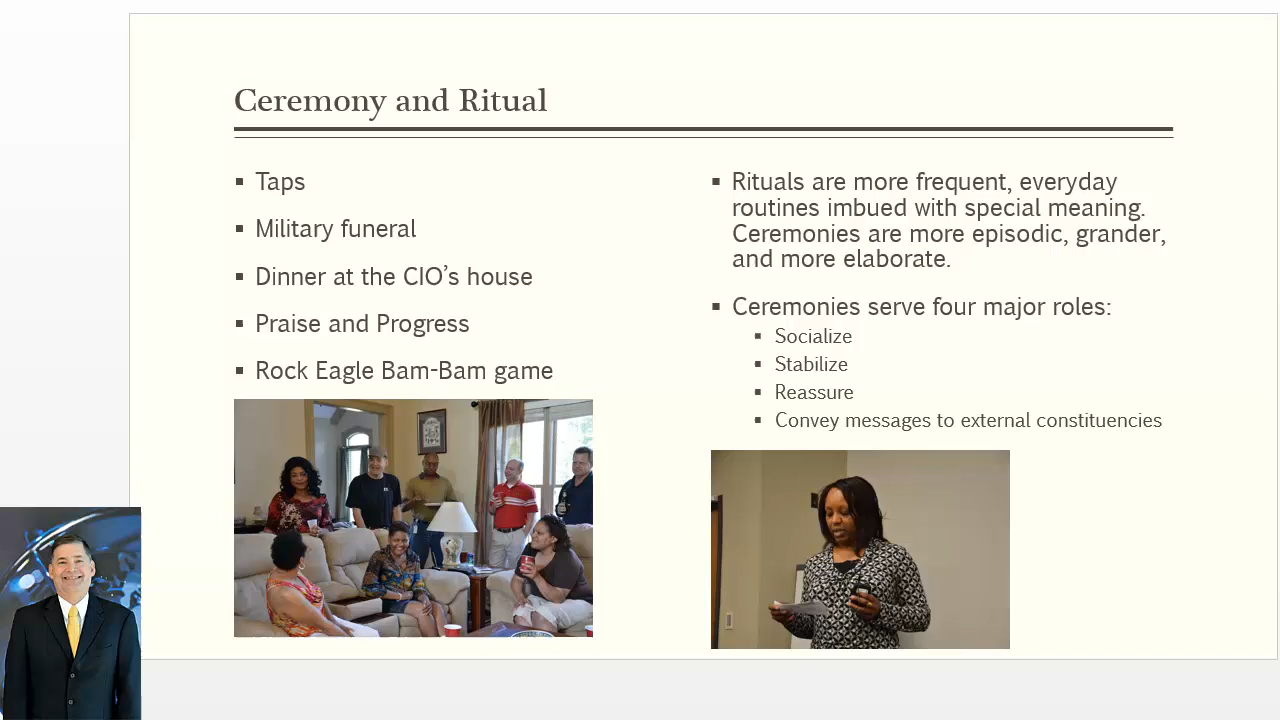 Ceremony and Ritual
Taps
Military funeral
Dinner at the CIO's house
Praise and Progress
Rock Eagle Bam-Bam game
Rituals are more frequent, everyday
routines imbued with special meaning.
Ceremonies are more episodic, grander,
and more elaborate.
Ceremonies serve four major roles:
Socialize
Stabilize
Reassure
Convey messages to external constituencies